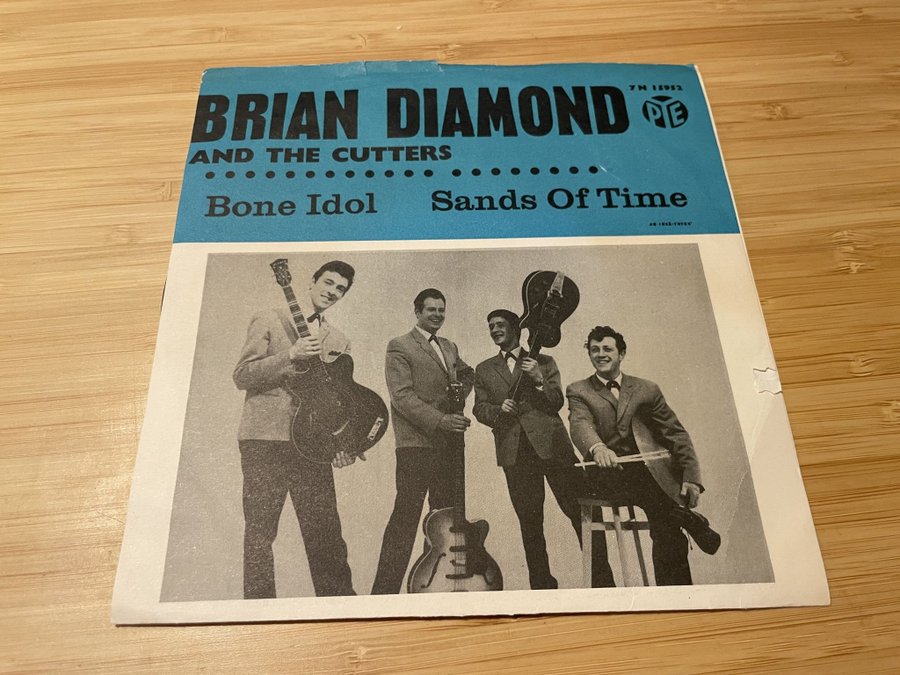 BRIAN DIAMOND
7N 15952
PYE
AND THE CUTTERS
Bone Idol Sands Of Time